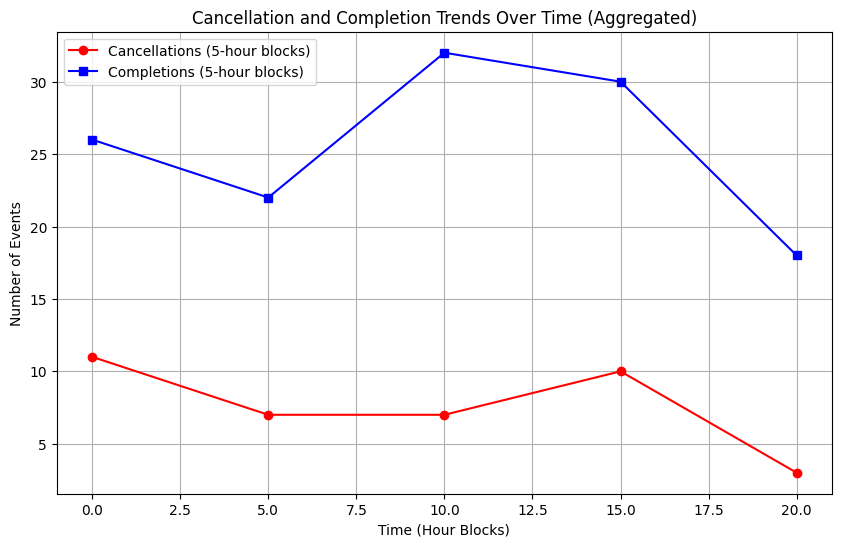 Cancellation and Completion Trends Over Time (Aggregated)
Cancellations (5-hour blocks)
Completions (5-hour blocks)
Number of Events
30
25
20
15
10
5
0.0 2.5 5.0 7.5 10.0 12.5 15.0 17.5 20.0
Time (Hour Blocks)